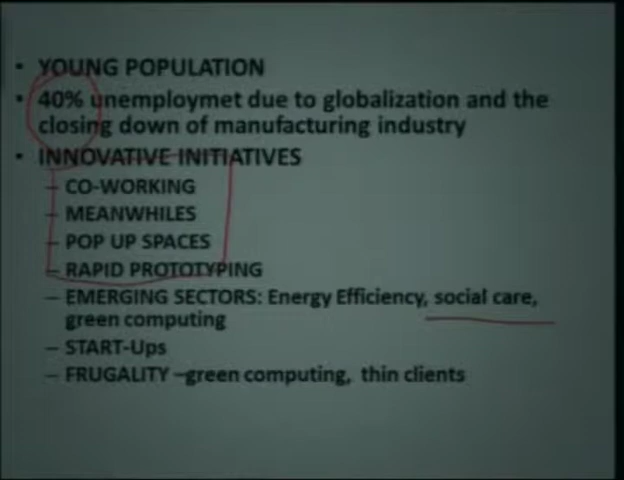 • YOUNG POPULATION
• 40% unemploymet due to globalization and the
closing down of manufacturing industry
• INNOVATIVE INITIATIVES
– CO-WORKING
– MEANWHILES
– POP UP SPACES
– RAPID PROTOTYPING
– EMERGING SECTORS: Energy Efficiency, social care,
green computing
– START-Ups
– FRUGALITY –green computing, thin clients